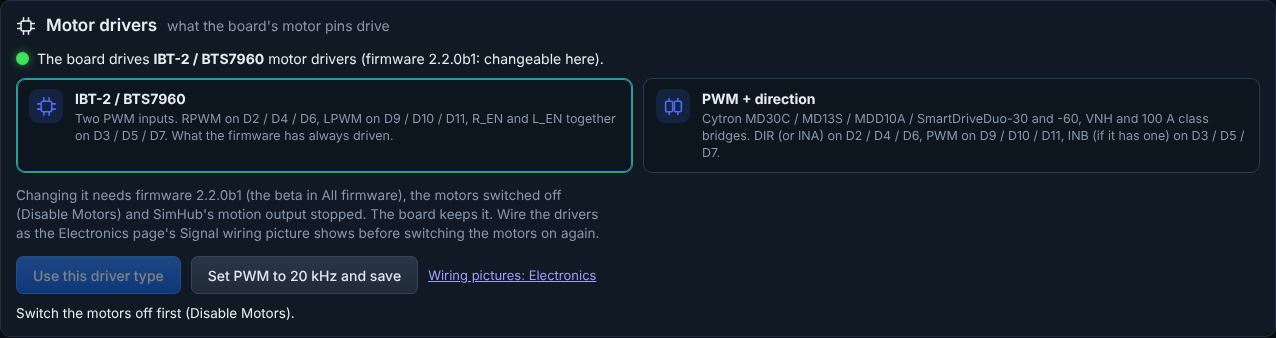 Motor drivers what the board's motor pins drive
The board drives IBT-2 / BTS7960 motor drivers (firmware 2.2.0b1: changeable here).
IBT-2 / BTS7960
Two PWM inputs. RPWM on D2 / D4 / D6, LPWM on D9 / D10 / D11, R_EN and L_EN together
on D3 / D5 / D7. What the firmware has always driven.
PWM + direction
Cytron MD30C / MD13S / MDD10A / SmartDriveDuo-30 and -60, VNH and 100 A class
bridges. DIR (or INA) on D2 / D4 / D6, PWM on D9 / D10 / D11, INB (if it has one) on D3 / D5 /
D7.
Changing it needs firmware 2.2.0b1 (the beta in All firmware), the motors switched off
(Disable Motors) and SimHub's motion output stopped. The board keeps it. Wire the drivers
as the Electronics page's Signal wiring picture shows before switching the motors on again.
Use this driver type
Set PWM to 20 kHz and save
Wiring pictures: Electronics
Switch the motors off first (Disable Motors).